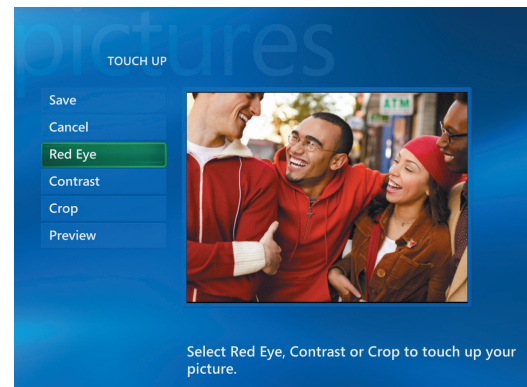 pictures
TOUCH UP
Save
Cancel
Red Eye
Contrast
Crop
Preview
ATM
Select Red Eye, Contrast or Crop to touch up your
picture.